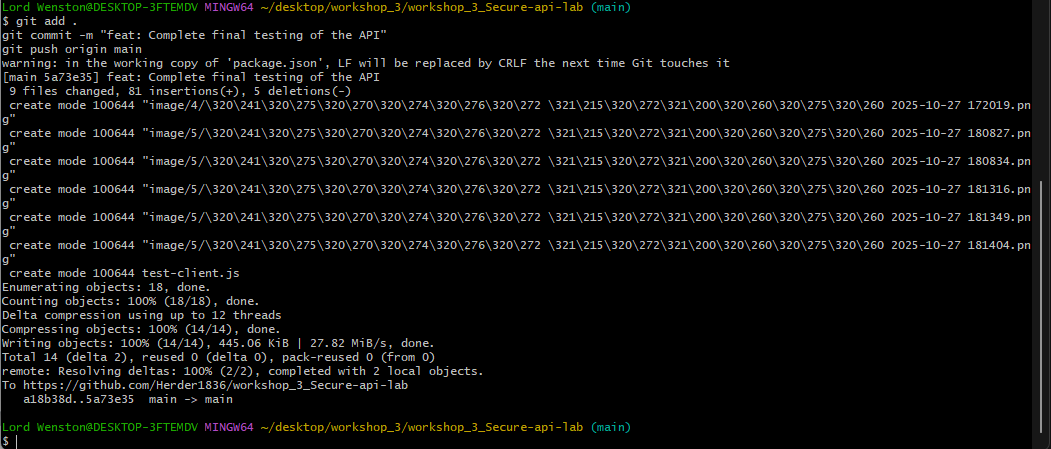 Lord Wenston@DESKTOP-3FTEMDV MINGW64 ~/desktop/workshop_3/workshop_3_Secure-api-lab (main)
$ git add .
git commit -m "feat: Complete final testing of the API"
git push origin main
warning: in the working copy of 'package.json', LF will be replaced by CRLF the next time Git touches it
[main 5a73e35] feat: Complete final testing of the API
 9 files changed, 81 insertions(+), 5 deletions(-)
 create mode 100644 "image/4/\320\241\320\275\320\270\320\274\320\276\320\272 \321\215\320\272\321\200\320\260\320\275\320\260 2025-10-27 172019.pn
g"
 create mode 100644 "image/5/\320\241\320\275\320\270\320\274\320\276\320\272 \321\215\320\272\321\200\320\260\320\275\320\260 2025-10-27 180827.pn
g"
 create mode 100644 "image/5/\320\241\320\275\320\270\320\274\320\276\320\272 \321\215\320\272\321\200\320\260\320\275\320\260 2025-10-27 180834.pn
g"
 create mode 100644 "image/5/\320\241\320\275\320\270\320\274\320\276\320\272 \321\215\320\272\321\200\320\260\320\275\320\260 2025-10-27 181316.pn
g"
 create mode 100644 "image/5/\320\241\320\275\320\270\320\274\320\276\320\272 \321\215\320\272\321\200\320\260\320\275\320\260 2025-10-27 181349.pn
g"
 create mode 100644 "image/5/\320\241\320\275\320\270\320\274\320\276\320\272 \321\215\320\272\321\200\320\260\320\275\320\260 2025-10-27 181404.pn
g"
 create mode 100644 test-client.js
Enumerating objects: 18, done.
Counting objects: 100% (18/18), done.
Delta compression using up to 12 threads
Compressing objects: 100% (14/14), done.
Writing objects: 100% (14/14), 445.06 KiB | 27.82 MiB/s, done.
Total 14 (delta 2), reused 0 (delta 0), pack-reused 0 (from 0)
remote: Resolving deltas: 100% (2/2), completed with 2 local objects.
To https://github.com/Herder1836/workshop_3_Secure-api-lab
   a18b38d..5a73e35  main -> main
Lord Wenston@DESKTOP-3FTEMDV MINGW64 ~/desktop/workshop_3/workshop_3_Secure-api-lab (main)
$